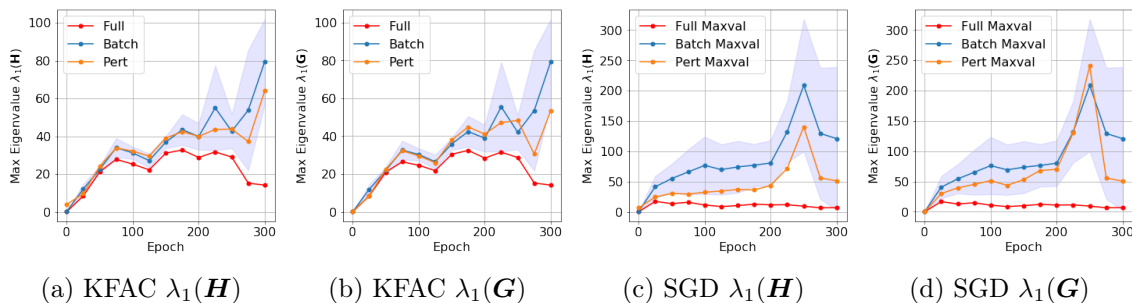 Max Eigenvalue λ₁(H)
100
80
60
40
20
0
Full
Batch
Pert
0 100 200 300
Epoch
(a) KFAC λ₁(H)
Max Eigenvalue λ₁(G)
100
80
60
40
20
0
Full
Batch
Pert
0 100 200 300
Epoch
(b) KFAC λ₁(G)
Max Eigenvalue λ₁(H)
300
250
200
150
100
50
0
Full Maxval
Batch Maxval
Pert Maxval
0 100 200 300
Epoch
(c) SGD λ₁(H)
Max Eigenvalue λ₁(G)
300
250
200
150
100
50
0
Full Maxval
Batch Maxval
Pert Maxval
0 100 200 300
Epoch
(d) SGD λ₁(G)